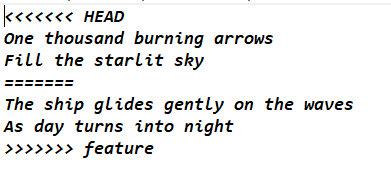 <<<<<<< HEAD
One thousand burning arrows
Fill the starlit sky
=======
The ship glides gently on the waves
As day turns into night
>>>>>>> feature